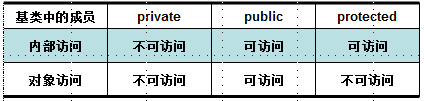 基类中的成员 private public protected
内部访问 不可访问 可访问 可访问
对象访问 不可访问 可访问 不可访问